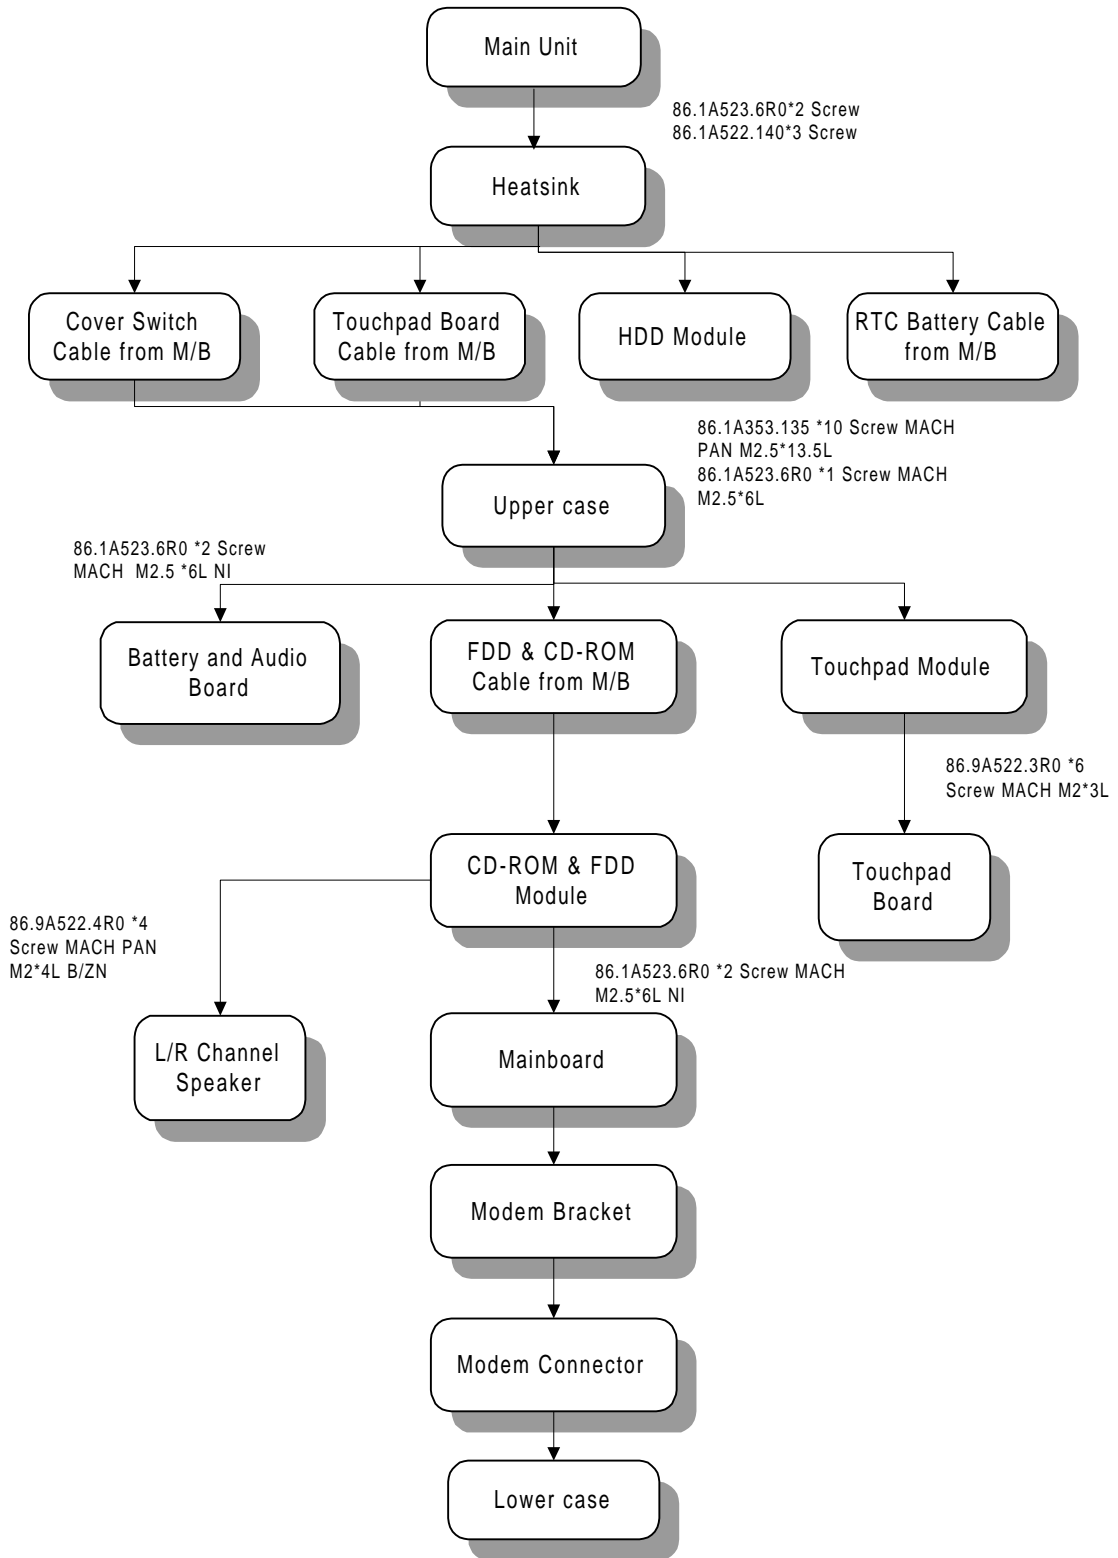 Main Unit
86.1A523.6R0*2 Screw
86.1A522.140*3 Screw
Heatsink
Cover Switch
Cable from M/B
Touchpad Board
Cable from M/B
HDD Module
RTC Battery Cable
from M/B
86.1A353.135 *10 Screw MACH
PAN M2.5*13.5L
86.1A523.6R0 *1 Screw MACH
M2.5*6L
Upper case
86.1A523.6R0 *2 Screw
MACH M2.5 *6L NI
Battery and Audio
Board
FDD & CD-ROM
Cable from M/B
Touchpad Module
86.9A522.3R0 *6
Screw MACH M2*3L
CD-ROM & FDD
Module
Touchpad
Board
86.9A522.4R0 *4
Screw MACH PAN
M2*4L B/ZN
86.1A523.6R0 *2 Screw MACH
M2.5*6L NI
L/R Channel
Speaker
Mainboard
Modem Bracket
Modem Connector
Lower case